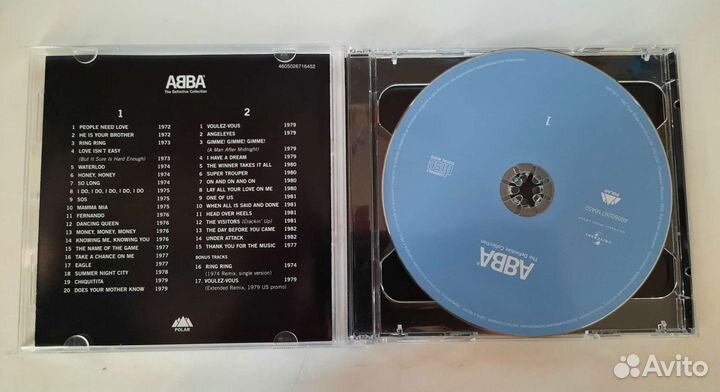 4605026716452
ABBA
The Definitive Collection
1
1 PEOPLE NEED LOVE 1972
2 HE IS YOUR BROTHER 1972
3 RING RING 1973
4 LOVE ISN'T EASY
(But It Sure Is Hard Enough) 1973
5 WATERLOO 1974
6 HONEY, HONEY 1974
7 SO LONG 1974
8 I DO, I DO, I DO, I DO, I DO 1975
9 SOS 1975
10 MAMMA MIA 1975
11 FERNANDO 1976
12 DANCING QUEEN 1976
13 MONEY, MONEY, MONEY 1976
14 KNOWING ME, KNOWING YOU 1976
15 THE NAME OF THE GAME 1977
16 TAKE A CHANCE ON ME 1977
17 EAGLE 1977
18 SUMMER NIGHT CITY 1978
19 CHIQUITITA 1979
20 DOES YOUR MOTHER KNOW 1979
2
1 VOULEZ-VOUS 1979
2 ANGELEYES 1979
3 GIMME! GIMME! GIMME!
(A Man After Midnight) 1979
4 I HAVE A DREAM 1979
5 THE WINNER TAKES IT ALL 1980
6 SUPER TROUPER 1980
7 ON AND ON AND ON 1980
8 LAY ALL YOUR LOVE ON ME 1980
9 ONE OF US 1981
10 WHEN ALL IS SAID AND DONE 1981
11 HEAD OVER HEELS 1981
12 THE VISITORS (Crackin' Up) 1981
13 THE DAY BEFORE YOU CAME 1982
14 UNDER ATTACK 1982
15 THANK YOU FOR THE MUSIC 1977
BONUS TRACKS
16 RING RING 1974
(1974 Remix, single version)
17. VOULEZ-VOUS 1979
(Extended Remix, 1979 US promo)
POLAR
1
COMPACT
disc
DIGITAL AUDIO
POLAR
4605026716452
UNIVERSAL
ABBA
The Definitive Collection
Avito